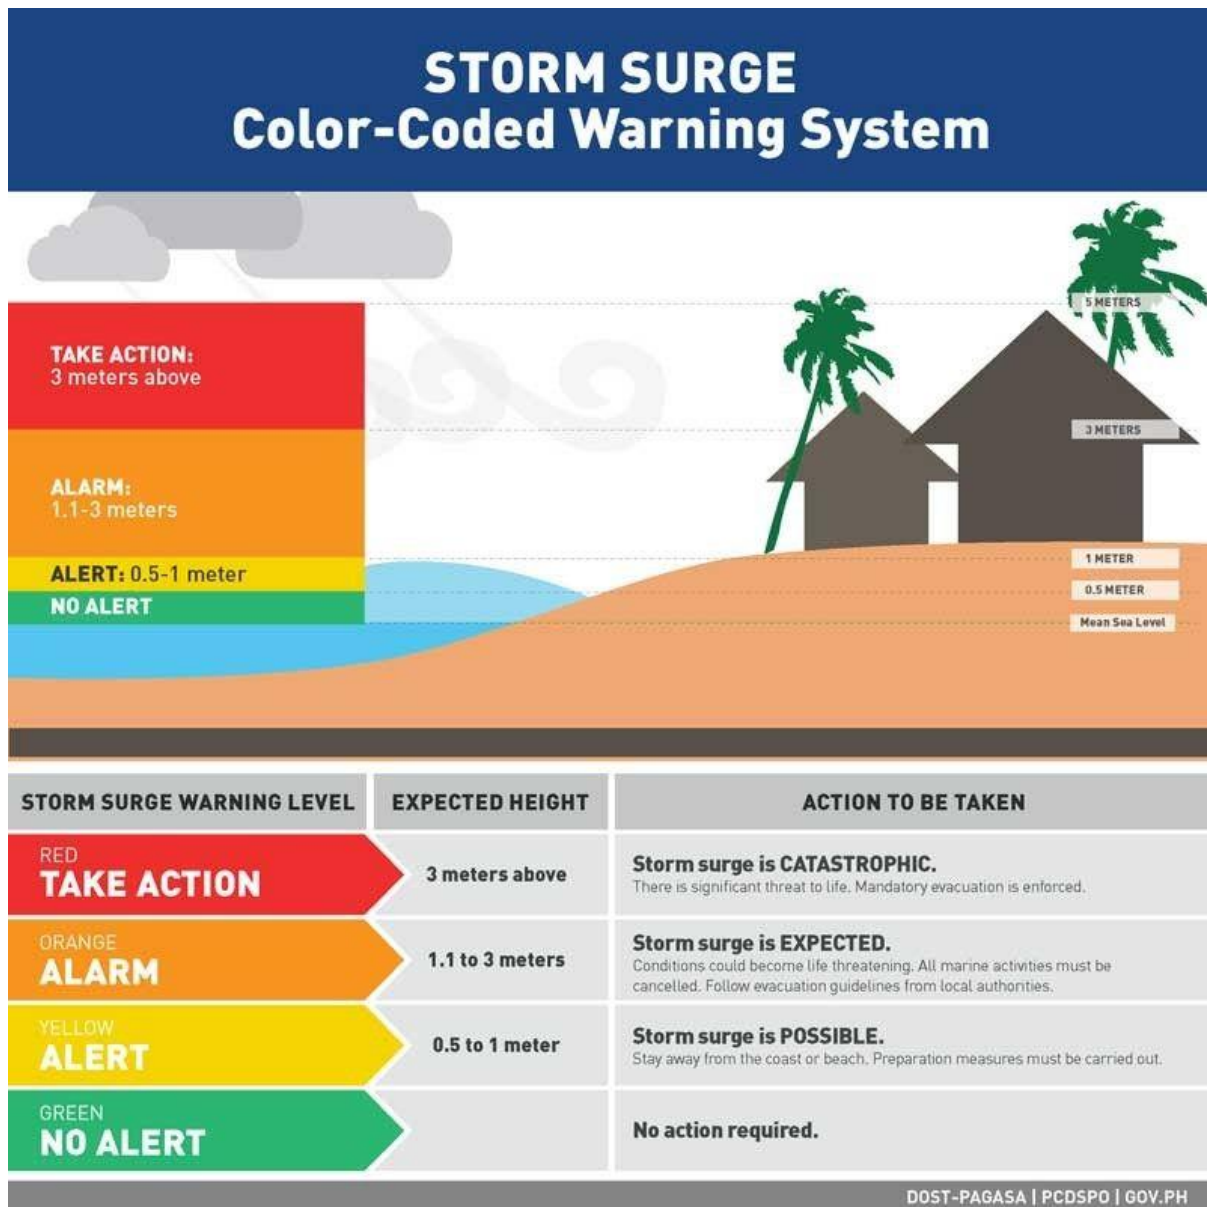 STORM SURGE
Color-Coded Warning System
5 METERS
TAKE ACTION:
3 meters above
3 METERS
ALARM:
1.1-3 meters
1 METER
ALERT: 0.5-1 meter
0.5 METER
NO ALERT
Mean Sea Level
STORM SURGE WARNING LEVEL
EXPECTED HEIGHT
ACTION TO BE TAKEN
RED
TAKE ACTION
3 meters above
Storm surge is CATASTROPHIC.
There is significant threat to life. Mandatory evacuation is enforced.
ORANGE
ALARM
1.1 to 3 meters
Storm surge is EXPECTED.
Conditions could become life threatening. All marine activities must be
cancelled. Follow evacuation guidelines from local authorities.
YELLOW
ALERT
0.5 to 1 meter
Storm surge is POSSIBLE.
Stay away from the coast or beach. Preparation measures must be carried out.
GREEN
NO ALERT
No action required.
DOST-PAGASA | PCDSPO | GOV.PH